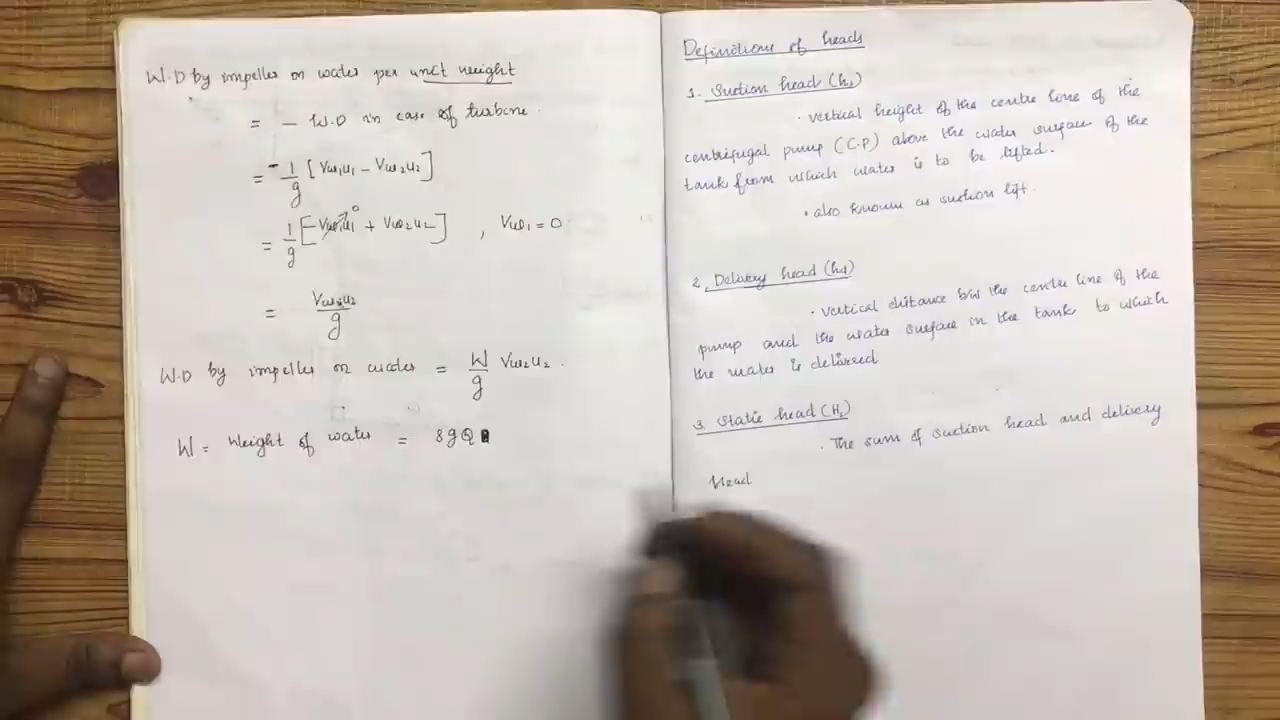 W.D by impeller on water per unit weight
= - W.D in case of turbine.
= -1/g [Vw1u1 - Vw2u2]
= 1/g [-Vw1u1→0 + Vw2u2] , Vw1 = 0
= Vw2u2/g
W.D by impeller on water = W/g Vw2u2.
W = Weight of water = ρgQ
Definitions of heads
1. Suction head (hs)
• vertical height of the centre line of the
centrifugal pump (C.P) above the water surface of the
tank from which water is to be lifted.
• also known as suction lift.
2. Delivery head (hd)
• vertical distance b/w the centre line of the
pump and the water surface in the tank to which
the water is delivered
3. Static head (Hs)
• The sum of suction head and delivery
head